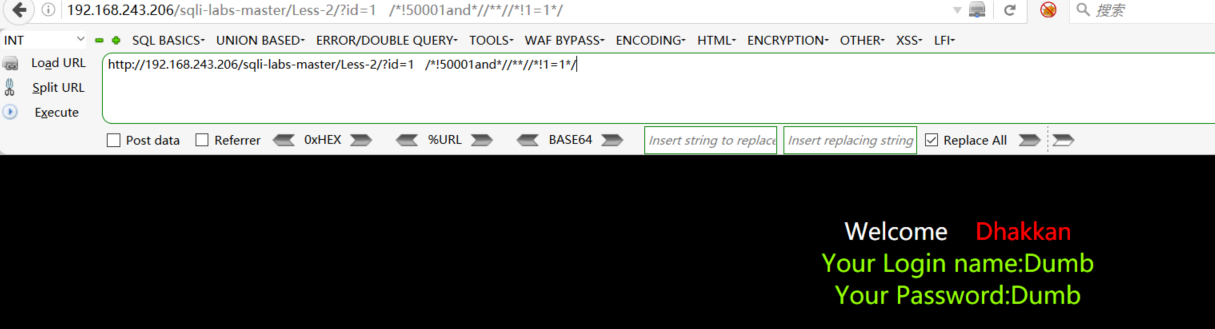 192.168.243.206/sqli-labs-master/Less-2/?id=1   /*!50001and*//**//*!1=1*/ 搜索
INT SQL BASICS UNION BASED ERROR/DOUBLE QUERY TOOLS WAF BYPASS ENCODING HTML ENCRYPTION OTHER XSS LFI
Load URL http://192.168.243.206/sqli-labs-master/Less-2/?id=1   /*!50001and*//**//*!1=1*/
Split URL
Execute
Post data Referrer 0xHEX %URL BASE64 Insert string to replace Insert replacing string Replace All
Welcome Dhakkan
Your Login name:Dumb
Your Password:Dumb